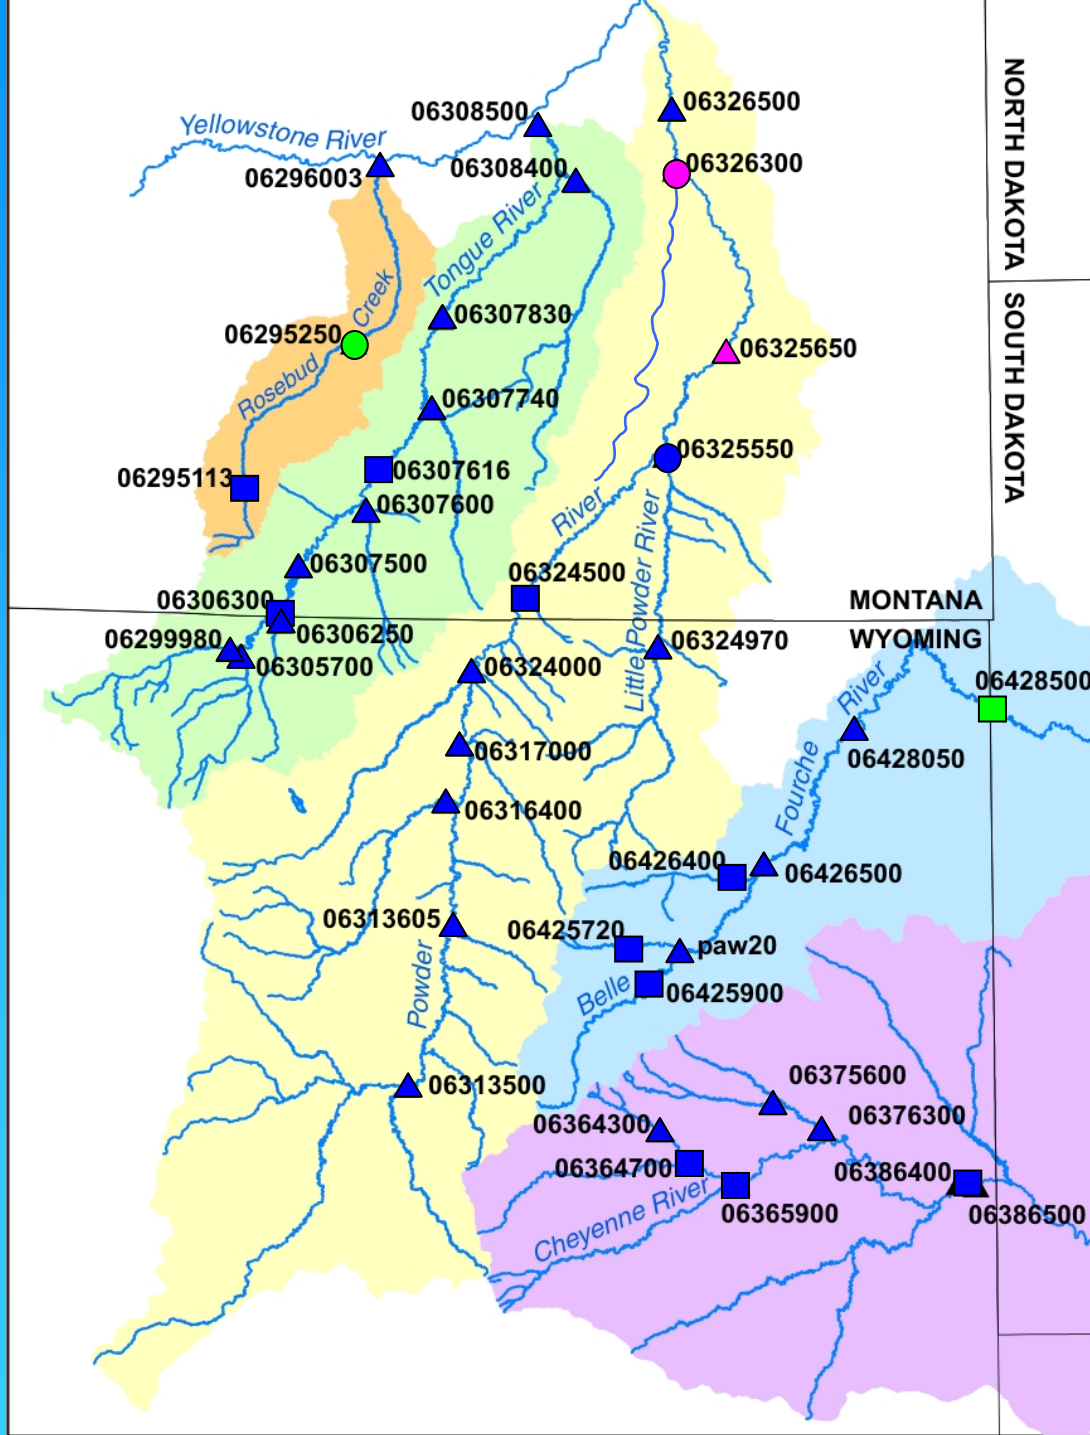 NORTH DAKOTA
06326500
06308500
Yellowstone River
06326300
06308400
06296003
Tongue River
Creek
06307830
SOUTH DAKOTA
06295250
06325650
Rosebud
06307740
06325550
06307616
06295113
06307600
River
Little Powder River
06307500
06324500
06306300
MONTANA
06299980
06306250
WYOMING
06324970
06305700
06324000
06428500
River
06317000
06428050
Fourche
06316400
06426400
06426500
06313605
06425720
paw20
Powder
Belle
06425900
06313500
06375600
06376300
06364300
06364700
06386400
Cheyenne River
06365900
06386500